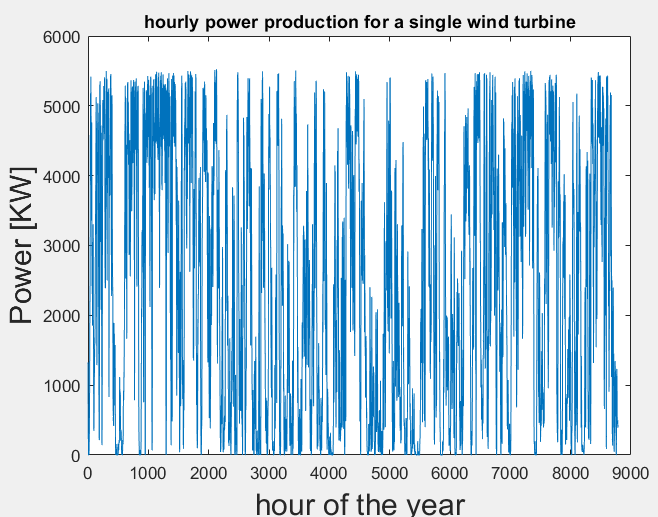 hourly power production for a single wind turbine
6000
5000
4000
3000
2000
1000
0
Power [KW]
0 1000 2000 3000 4000 5000 6000 7000 8000 9000
hour of the year